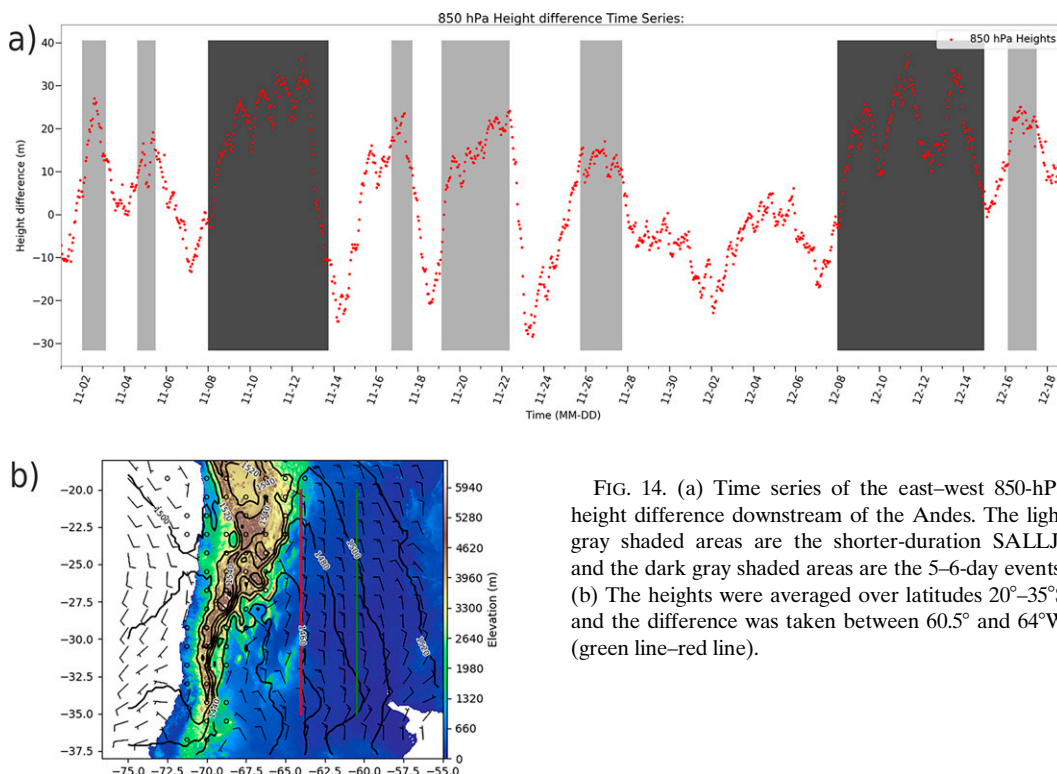 850 hPa Height difference Time Series:
a)
850 hPa Heights
Height difference (m)
40
30
20
10
0
−10
−20
−30
11-02 11-04 11-06 11-08 11-10 11-12 11-14 11-16 11-18 11-20 11-22 11-24 11-26 11-28 11-30 12-02 12-04 12-06 12-08 12-10 12-12 12-14 12-16 12-18
Time (MM-DD)
b)
−20.0
−22.5
−25.0
−27.5
−30.0
−32.5
−35.0
−37.5
−75.0 −72.5 −70.0 −67.5 −65.0 −62.5 −60.0 −57.5 −55.0
1520
1500
1480
1500
1460
1520
5940
5280
4620
3960
3300
2640
1980
1320
660
0
Elevation (m)
FIG. 14. (a) Time series of the east–west 850-hP
height difference downstream of the Andes. The ligh
gray shaded areas are the shorter-duration SALLJ
and the dark gray shaded areas are the 5–6-day events
(b) The heights were averaged over latitudes 20°–35°S
and the difference was taken between 60.5° and 64°W
(green line–red line).